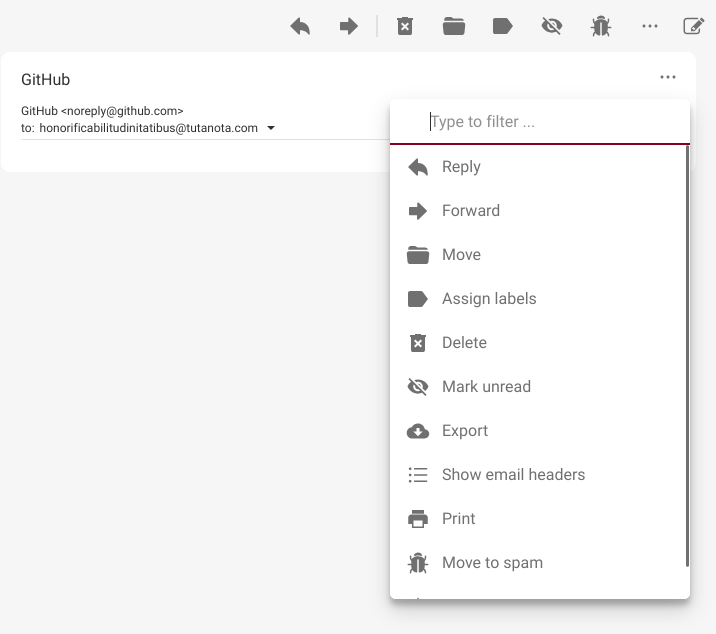 GitHub
GitHub <noreply@github.com>
to: honorificabilitudinitatibus@tutanota.com
Type to filter ...
Reply
Forward
Move
Assign labels
Delete
Mark unread
Export
Show email headers
Print
Move to spam